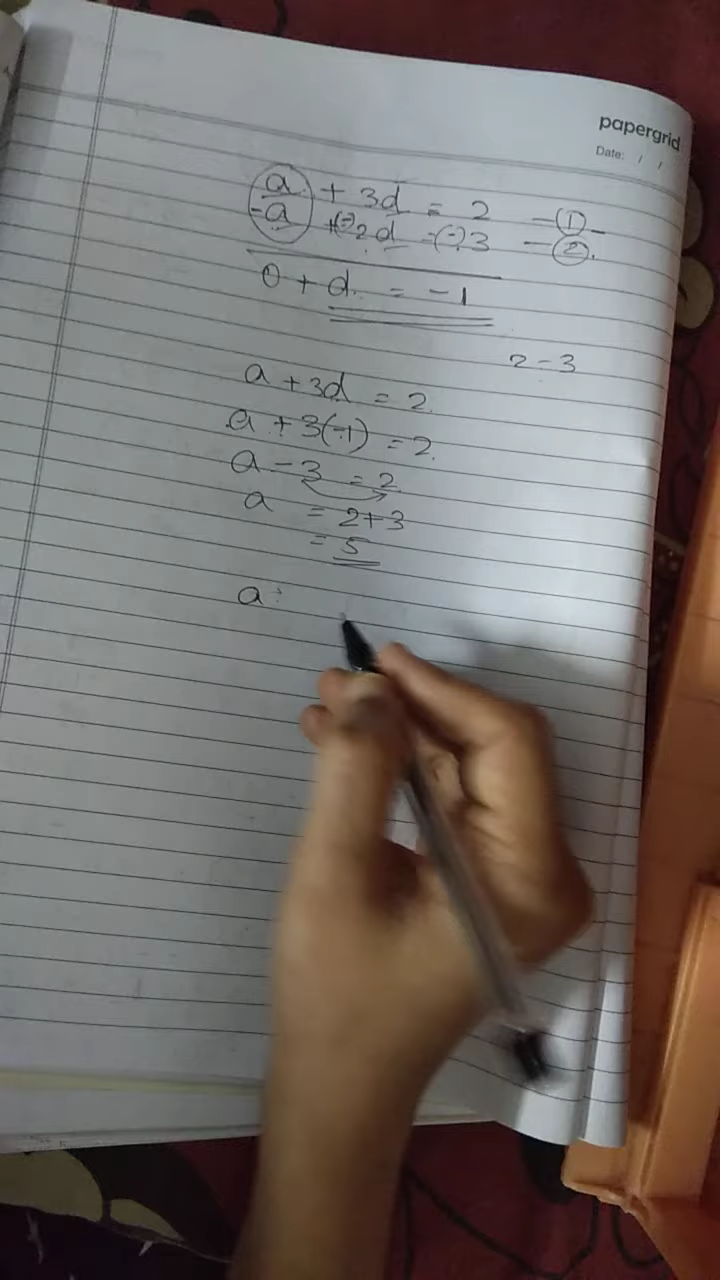 papergrid
Date: / /
a + 3d = 2 - ①
-a +(-)2d =(-)3 - ②.
0 + d = -1
2-3
a + 3d = 2
a + 3(-1) = 2
a - 3 = 2
a = 2+3
= 5
a =